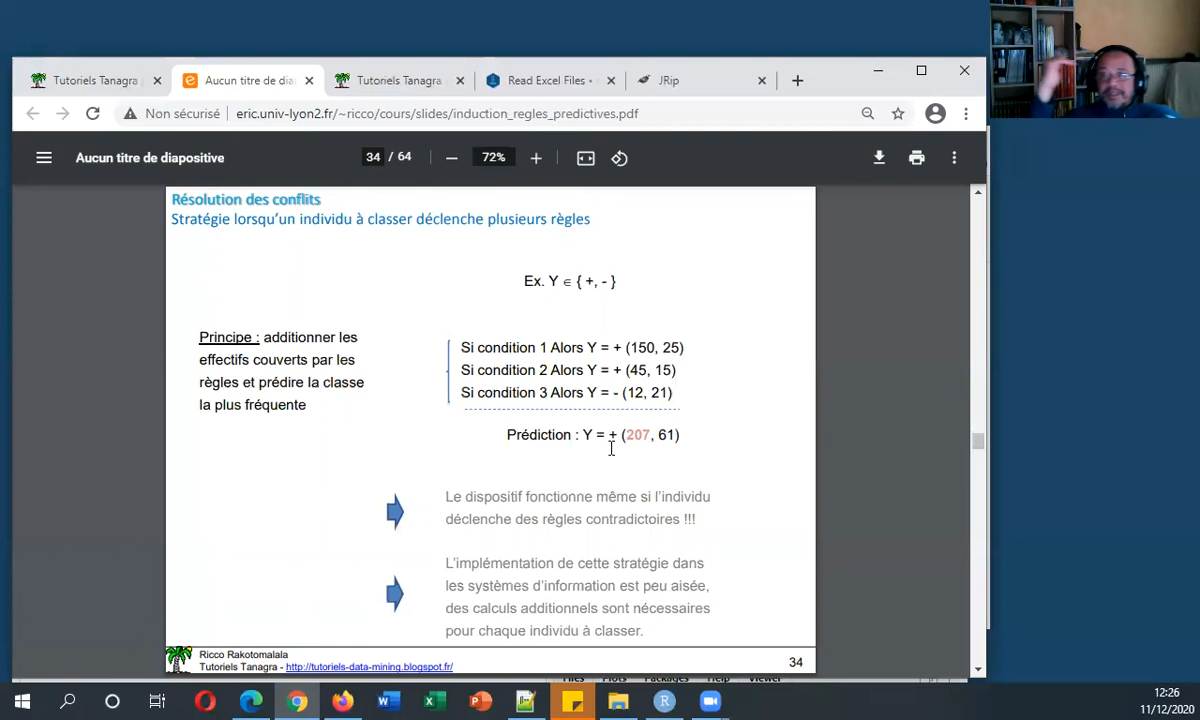 Tutoriels Tanagra
Aucun titre de dia
Tutoriels Tanagra
Read Excel Files •
JRip
Non sécurisé
eric.univ-lyon2.fr/~ricco/cours/slides/induction_regles_predictives.pdf
Aucun titre de diapositive
34 / 64
72%
Résolution des conflits
Stratégie lorsqu'un individu à classer déclenche plusieurs règles
Ex. Y ∈ { +, - }
Principe : additionner les
effectifs couverts par les
règles et prédire la classe
la plus fréquente
Si condition 1 Alors Y = + (150, 25)
Si condition 2 Alors Y = + (45, 15)
Si condition 3 Alors Y = - (12, 21)
Prédiction : Y = + (207, 61)
Le dispositif fonctionne même si l'individu
déclenche des règles contradictoires !!!
L'implémentation de cette stratégie dans
les systèmes d'information est peu aisée,
des calculs additionnels sont nécessaires
pour chaque individu à classer.
Ricco Rakotomalala
Tutoriels Tanagra - http://tutoriels-data-mining.blogspot.fr/
34
Files Plots Packages Help Viewer
12:26
11/12/2020